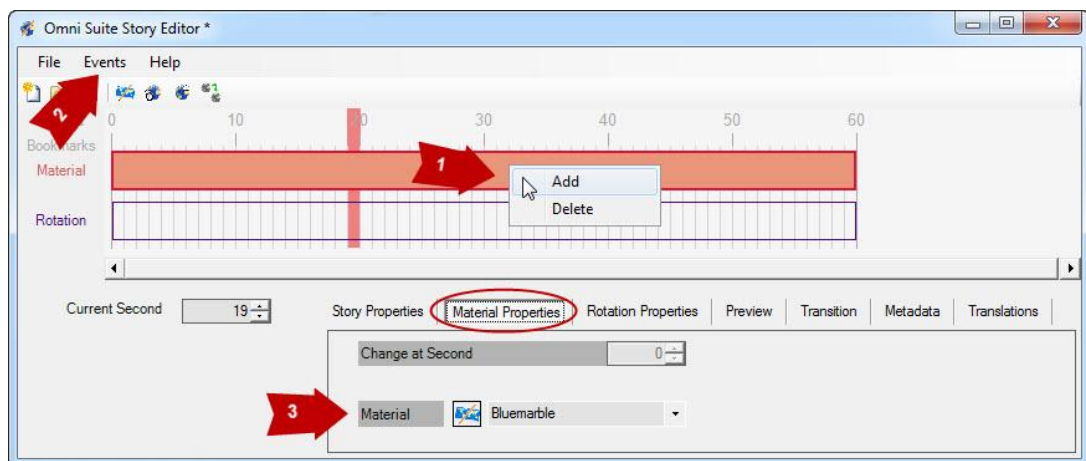 Omni Suite Story Editor *
File Events Help
2
0 10 20 30 40 50 60
Bookmarks
Material
1
Add
Delete
Rotation
Current Second 19
Story Properties Material Properties Rotation Properties Preview Transition Metadata Translations
Change at Second 0
3 Material Bluemarble